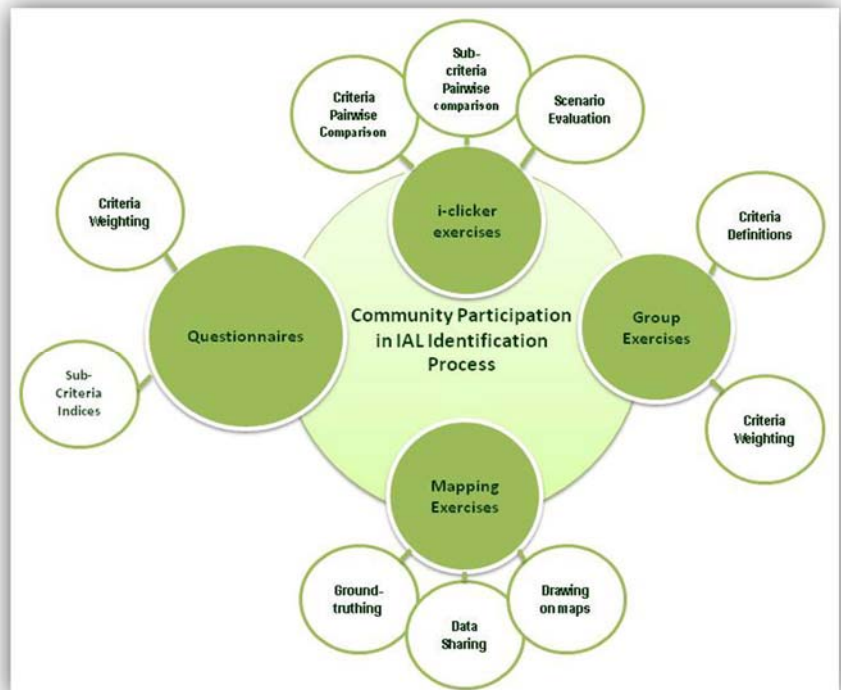 Sub-
criteria
Pairwise
comparison
Criteria
Pairwise
Comparison
Scenario
Evaluation
i-clicker
exercises
Criteria
Weighting
Criteria
Definitions
Questionnaires
Community Participation
in IAL Identification
Process
Group
Exercises
Sub-
Criteria
Indices
Criteria
Weighting
Mapping
Exercises
Ground-
truthing
Data
Sharing
Drawing
on maps